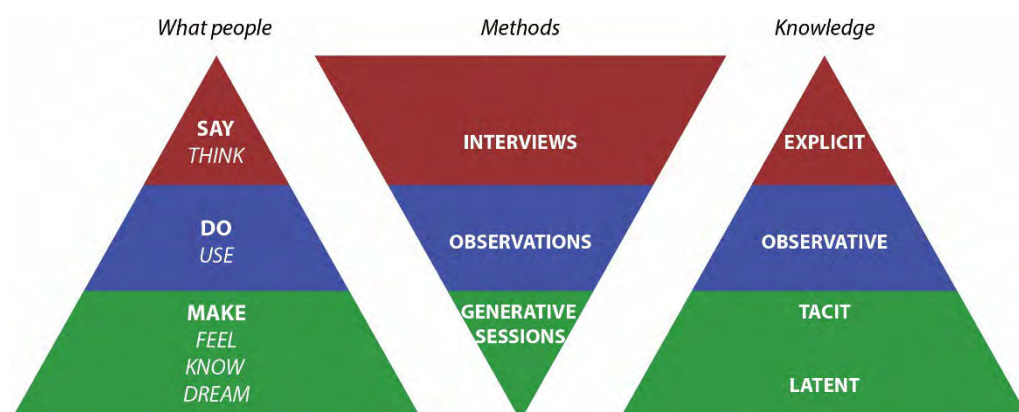 What people
Methods
Knowledge
SAY
THINK
INTERVIEWS
EXPLICIT
DO
USE
OBSERVATIONS
OBSERVATIVE
MAKE
FEEL
KNOW
DREAM
GENERATIVE
SESSIONS
TACIT
LATENT